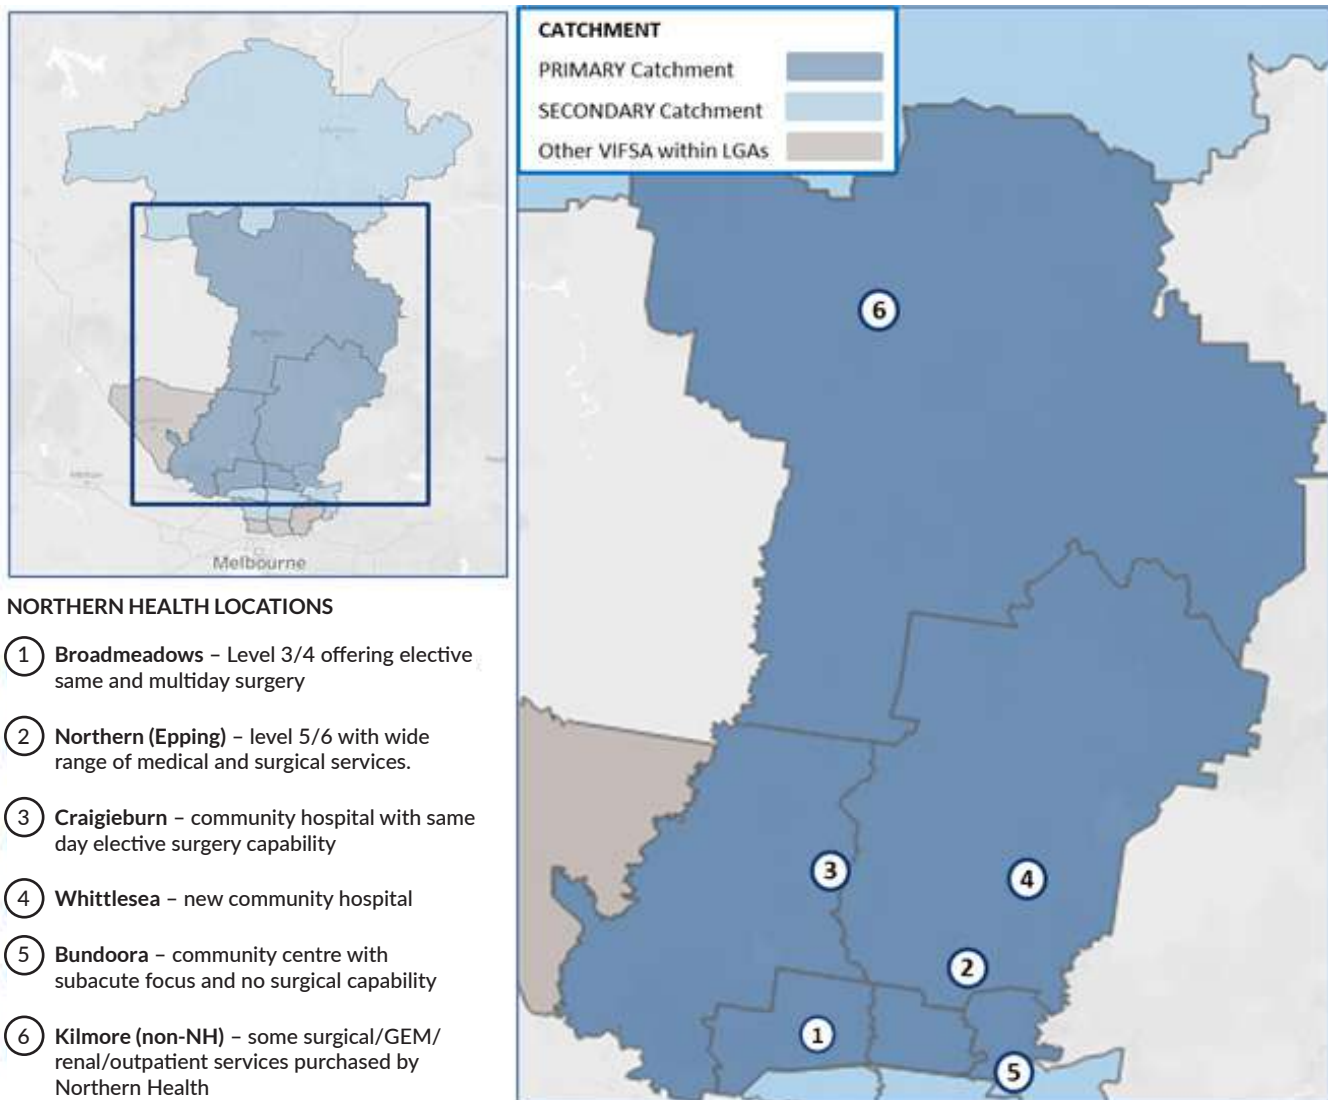 CATCHMENT
PRIMARY Catchment
SECONDARY Catchment
Other VIFSA within LGAs
Melbourne
6
3
4
2
1
5
NORTHERN HEALTH LOCATIONS
1 Broadmeadows – Level 3/4 offering elective
same and multiday surgery
2 Northern (Epping) – level 5/6 with wide
range of medical and surgical services.
3 Craigieburn – community hospital with same
day elective surgery capability
4 Whittlesea – new community hospital
5 Bundoora – community centre with
subacute focus and no surgical capability
6 Kilmore (non-NH) – some surgical/GEM/
renal/outpatient services purchased by
Northern Health